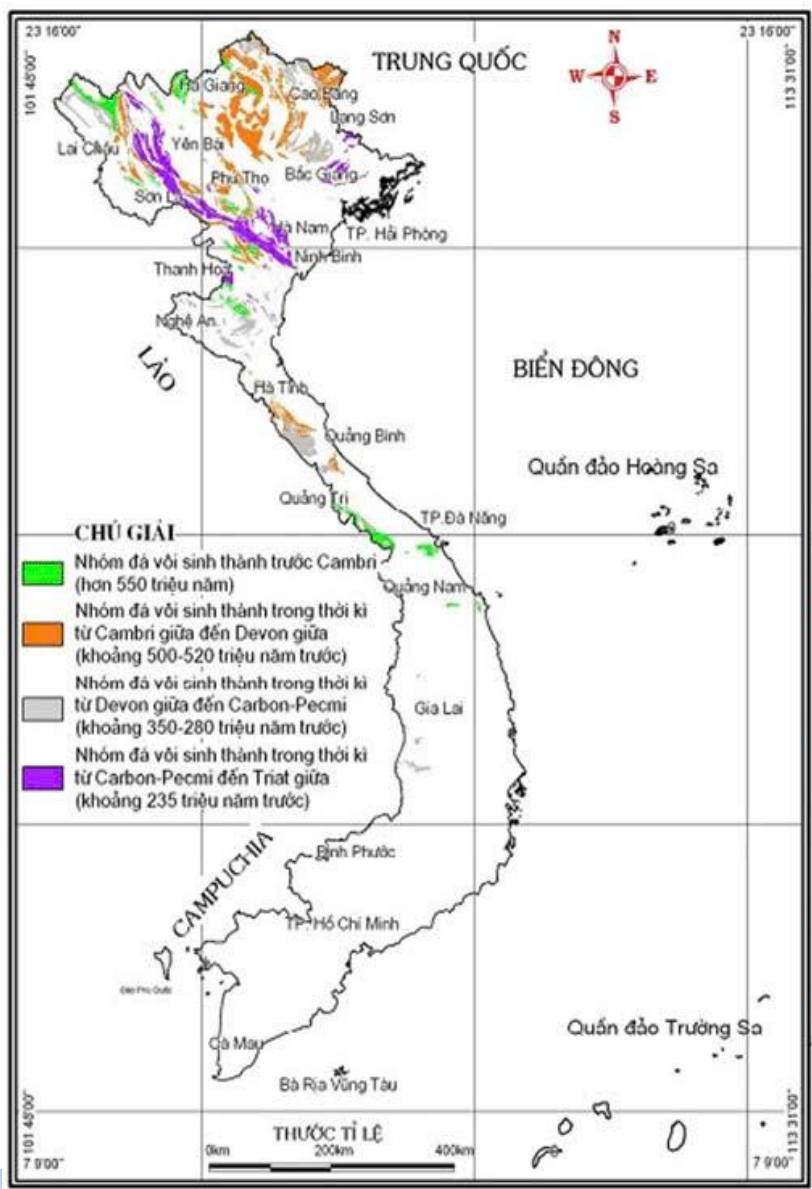 23 16'00"
23 16'00"
101 48'00"
113 31'00"
N
W
E
S
TRUNG QUỐC
Hà Giang
Cao Bằng
Lạng Sơn
Lai Châu
Yên Bái
Phú Thọ
Bắc Giang
Sơn La
Hà Nam
TP. Hải Phòng
Ninh Bình
Thanh Hoá
Nghệ An
LÀO
BIỂN ĐÔNG
Hà Tĩnh
Quảng Bình
Quần đảo Hoàng Sa
Quảng Trị
TP.Đà Nẵng
Quảng Nam
CHÚ GIẢI
Nhóm đá vôi sinh thành trước Cambri
(hơn 550 triệu năm)
Nhóm đá vôi sinh thành trong thời kì
từ Cambri giữa đến Devon giữa
(khoảng 500-520 triệu năm trước)
Nhóm đá vôi sinh thành trong thời kì
từ Devon giữa đến Carbon-Pecmi
(khoảng 350-280 triệu năm trước)
Nhóm đá vôi sinh thành trong thời kì
từ Carbon-Pecmi đến Triat giữa
(khoảng 235 triệu năm trước)
Gia Lai
CAMPUCHIA
Bình Phước
TP. Hồ Chí Minh
Đảo Phú Quốc
Cà Mau
Bà Rịa Vũng Tàu
Quần đảo Trường Sa
THƯỚC TỈ LỆ
0km
200km
400km
101 48'00"
113 31'00"
7 9'00"
7 9'00"